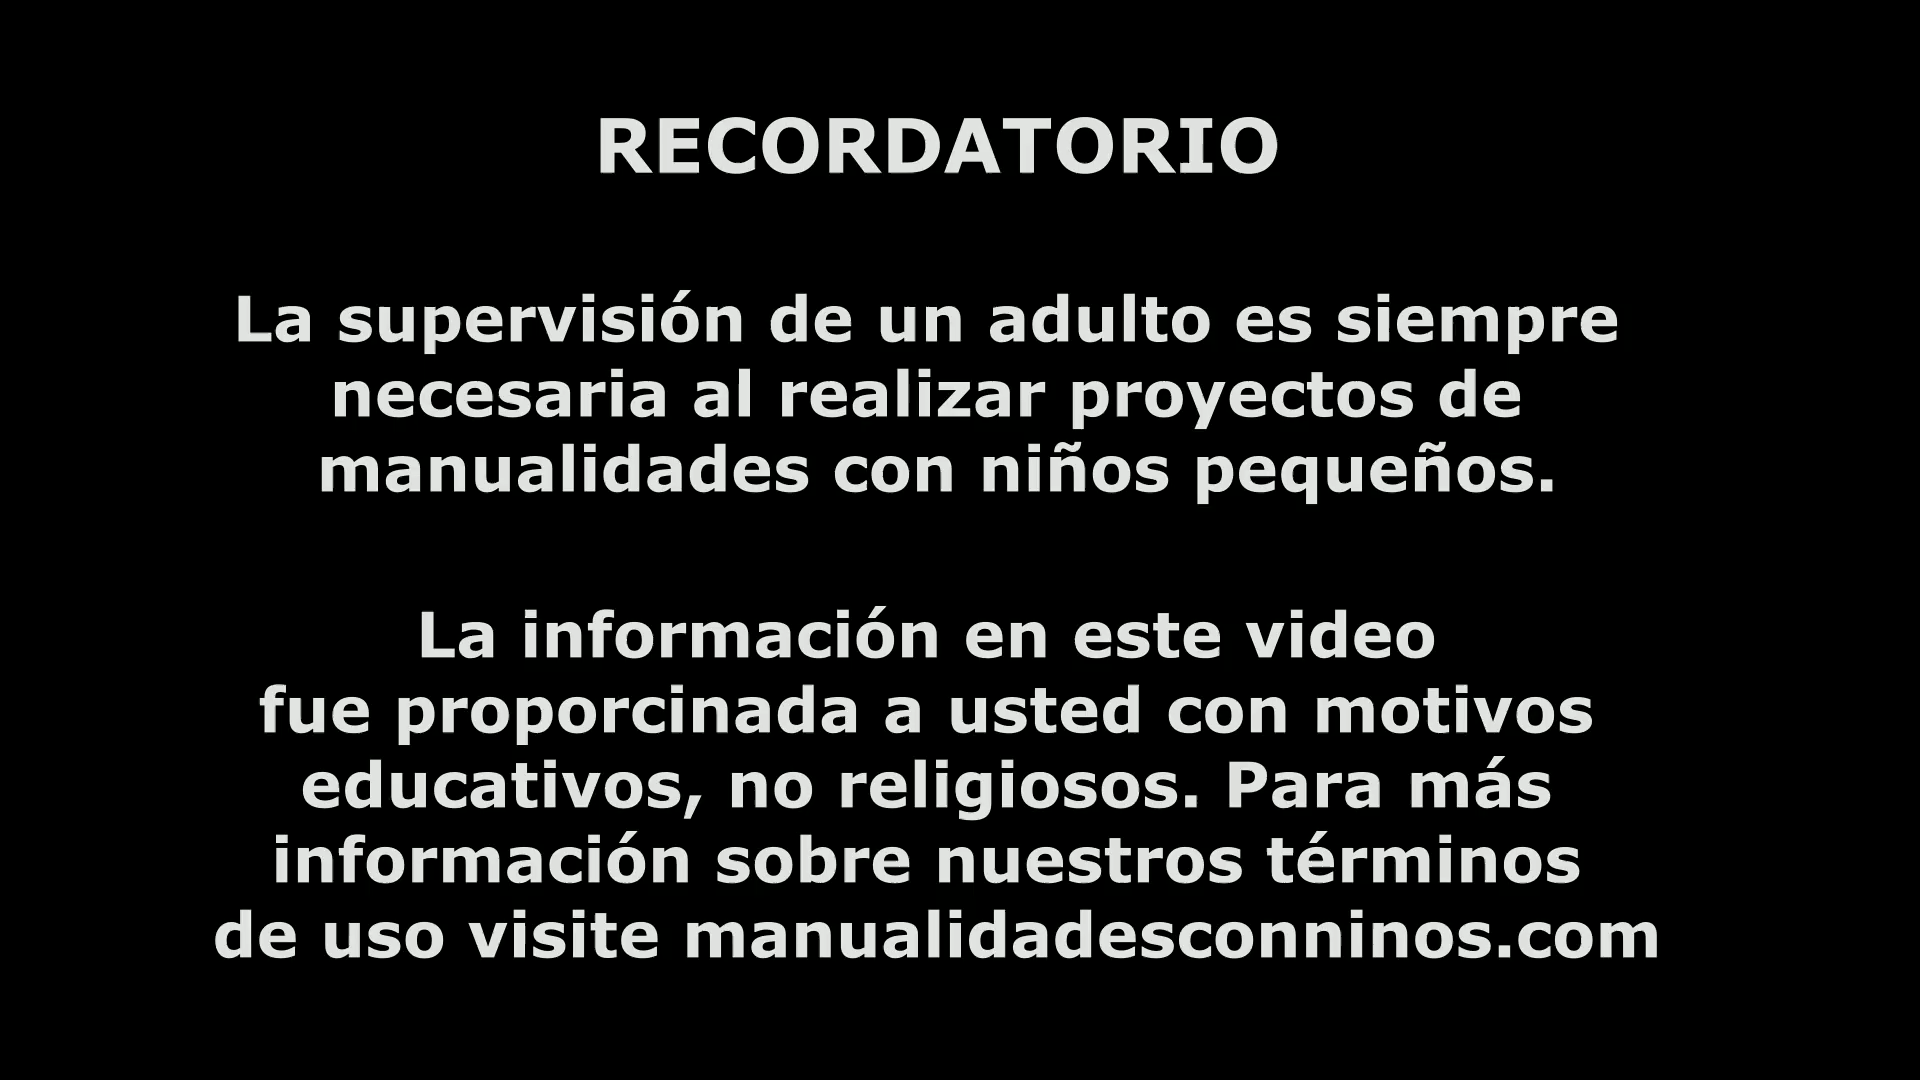 RECORDATORIO
La supervisión de un adulto es siempre
necesaria al realizar proyectos de
manualidades con niños pequeños.
La información en este video
fue proporcinada a usted con motivos
educativos, no religiosos. Para más
información sobre nuestros términos
de uso visite manualidadesconninos.com